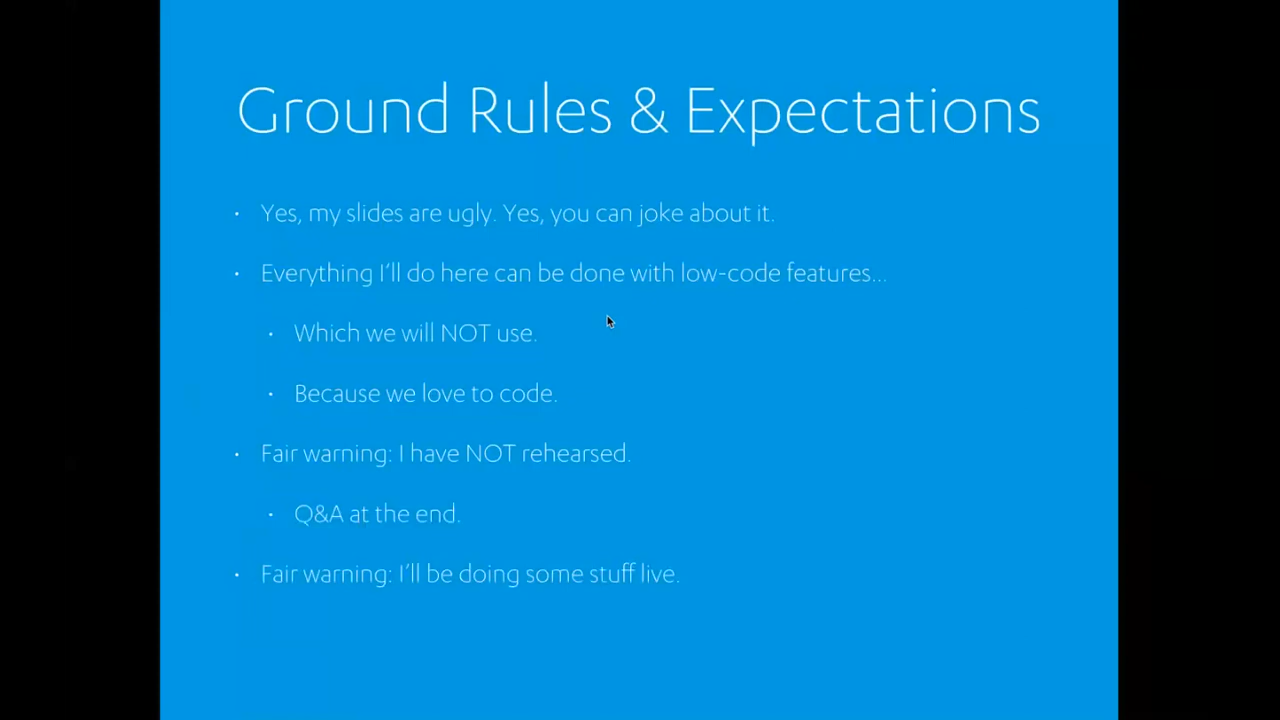 Ground Rules & Expectations
• Yes, my slides are ugly. Yes, you can joke about it.
• Everything I’ll do here can be done with low-code features...
• Which we will NOT use.
• Because we love to code.
• Fair warning: I have NOT rehearsed.
• Q&A at the end.
• Fair warning: I’ll be doing some stuff live.